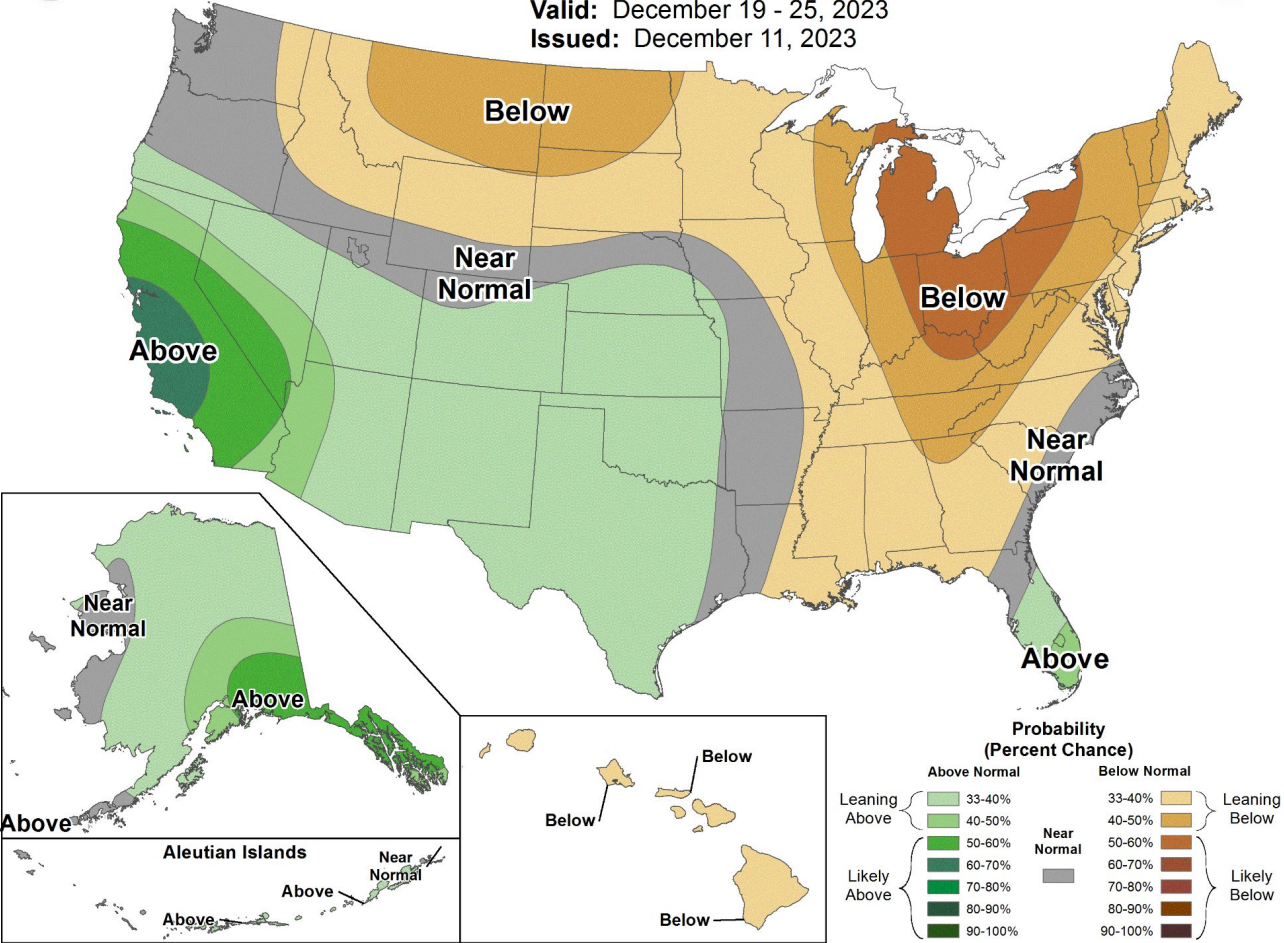 Valid: December 19 - 25, 2023
Issued: December 11, 2023
Below
Near
Normal
Below
Above
Near
Normal
Above
Near
Normal
Above
Above
Aleutian Islands
Near
Normal
Above
Above
Below
Below
Below
Probability
(Percent Chance)
Above Normal
Below Normal
Leaning
Above
33-40%
40-50%
Likely
Above
50-60%
60-70%
70-80%
80-90%
90-100%
Near
Normal
33-40%
40-50%
Leaning
Below
50-60%
60-70%
70-80%
80-90%
90-100%
Likely
Below